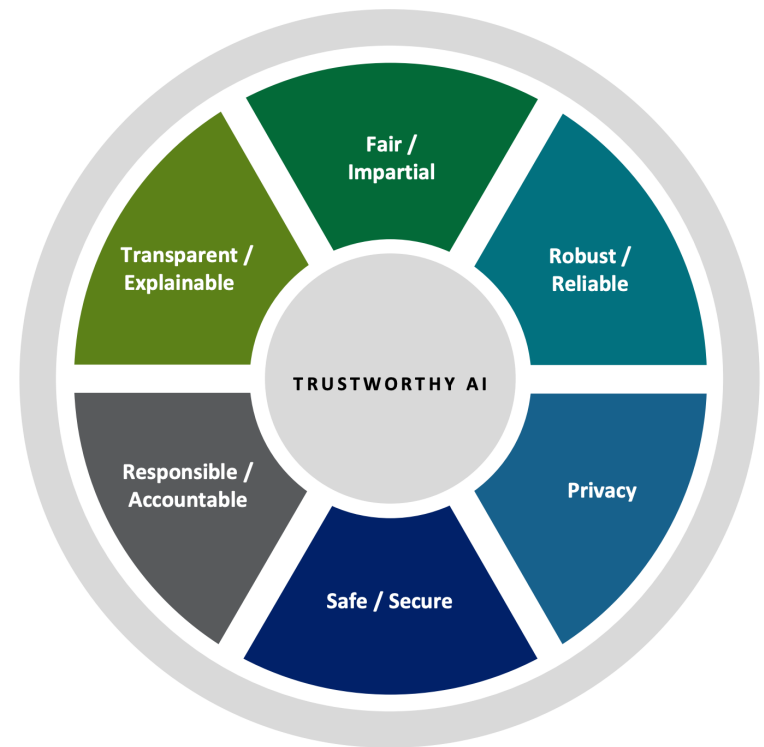 Fair /
Impartial
Robust /
Reliable
Privacy
Safe / Secure
Responsible /
Accountable
Transparent /
Explainable
TRUSTWORTHY AI